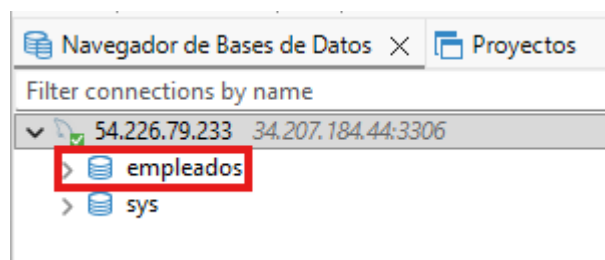 Navegador de Bases de Datos Proyectos
Filter connections by name
54.226.79.233 34.207.184.44:3306
empleados
sys